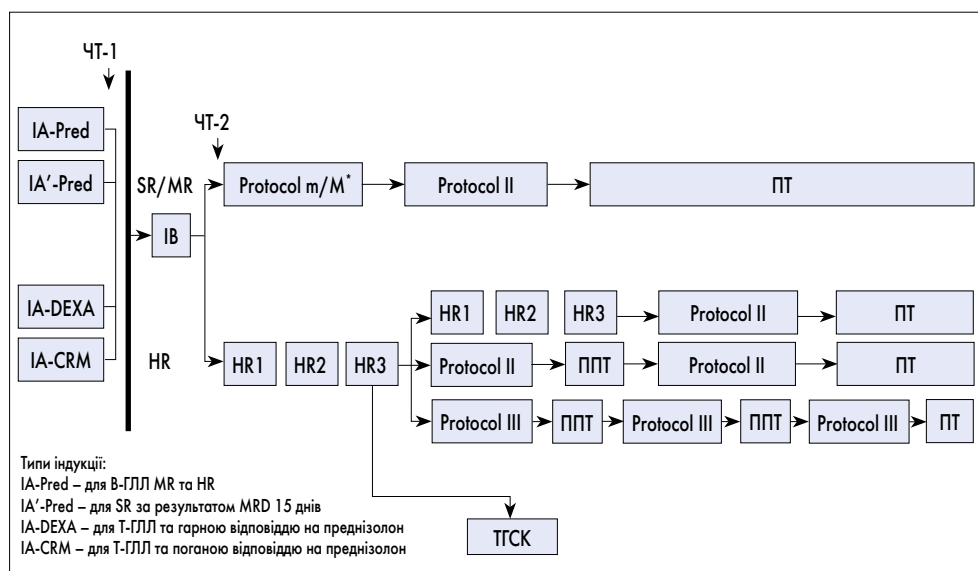 ЧТ-1
IA-Pred
IA′-Pred
IA-DEXA
IA-CRM
SR/MR
IB
HR
ЧТ-2
Protocol m/M*
Protocol II
ПТ
HR1
HR2
HR3
HR1
HR2
HR3
Protocol II
ПТ
Protocol II
ППТ
Protocol II
ПТ
Protocol III
ППТ
Protocol III
ППТ
Protocol III
ПТ
ТГСК
Типи індукції:
IA-Pred – для В-ГЛЛ MR та HR
IA′-Pred – для SR за результатом MRD 15 днів
IA-DEXA – для Т-ГЛЛ та гарною відповіддю на преднізолон
IA-CRM – для Т-ГЛЛ та поганою відповіддю на преднізолон